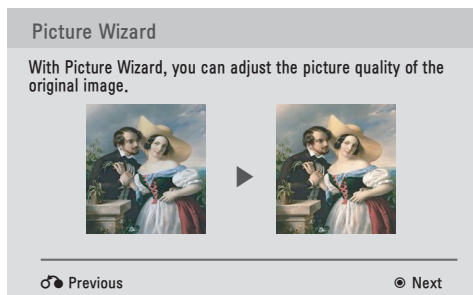 Picture Wizard
With Picture Wizard, you can adjust the picture quality of the
original image.
Previous
Next